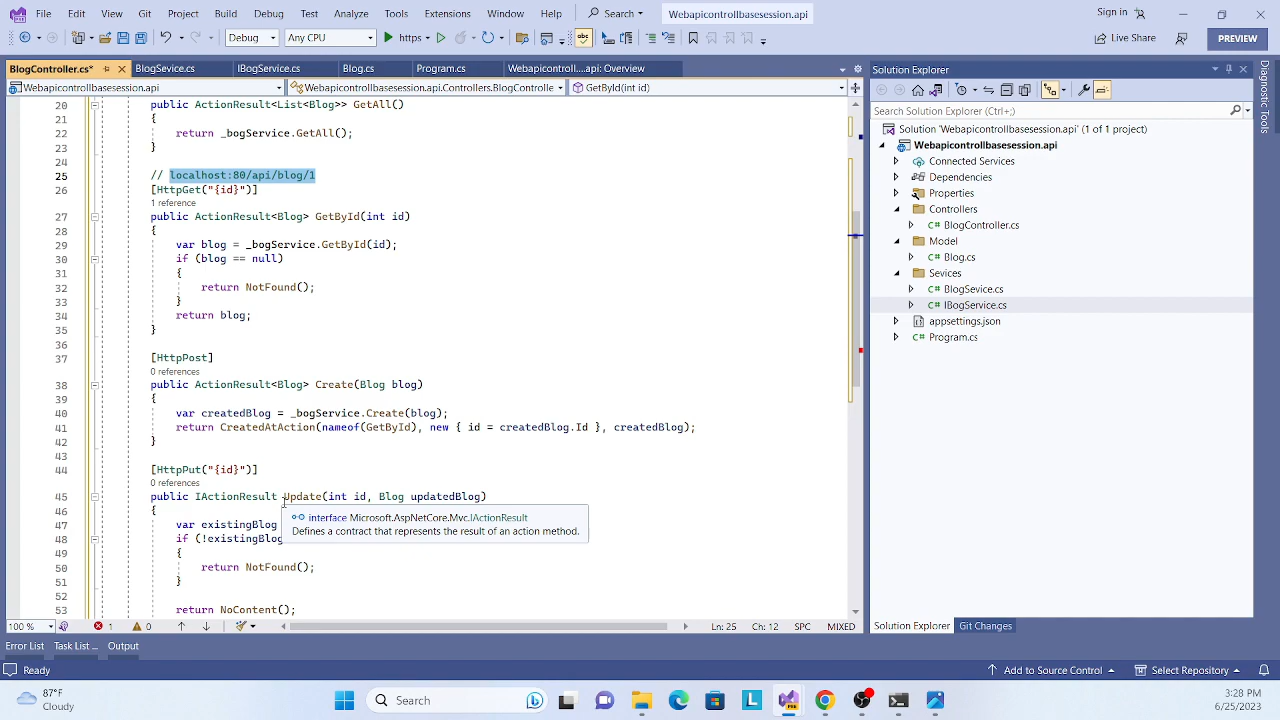 File Edit View Git Project Build Debug Test Analyze Tools Extensions Window Help Search Webapicontrollbasesession.api Sign in
Debug Any CPU https Live Share PREVIEW
BlogController.cs* BlogSevice.cs IBogService.cs Blog.cs Program.cs Webapicontroll....api: Overview
Webapicontrollbasesession.api Webapicontrollbasesession.api.Controllers.BlogControlle GetById(int id)
20 public ActionResult<List<Blog>> GetAll()
21 {
22 return _bogService.GetAll();
23 }
24
25 // localhost:80/api/blog/1
26 [HttpGet("{id}")]
1 reference
27 public ActionResult<Blog> GetById(int id)
28 {
29 var blog = _bogService.GetById(id);
30 if (blog == null)
31 {
32 return NotFound();
33 }
34 return blog;
35 }
36
37 [HttpPost]
0 references
38 public ActionResult<Blog> Create(Blog blog)
39 {
40 var createdBlog = _bogService.Create(blog);
41 return CreatedAtAction(nameof(GetById), new { id = createdBlog.Id }, createdBlog);
42 }
43
44 [HttpPut("{id}")]
0 references
45 public IActionResult Update(int id, Blog updatedBlog)
46 {
47 var existingBlog
interface Microsoft.AspNetCore.Mvc.IActionResult
Defines a contract that represents the result of an action method.
48 if (!existingBlog
49 {
50 return NotFound();
51 }
52
53 return NoContent();
100 % 1 0 Ln: 25 Ch: 12 SPC MIXED
Error List Task List ... Output
Solution Explorer
Search Solution Explorer (Ctrl+;)
Solution 'Webapicontrollbasesession.api' (1 of 1 project)
Webapicontrollbasesession.api
Connected Services
Dependencies
Properties
Controllers
BlogController.cs
Model
Blog.cs
Sevices
BlogSevice.cs
IBogService.cs
appsettings.json
Program.cs
Solution Explorer Git Changes
Diagnostic Tools
Ready Add to Source Control Select Repository
87°F
Cloudy
Search
3:28 PM
6/25/2023